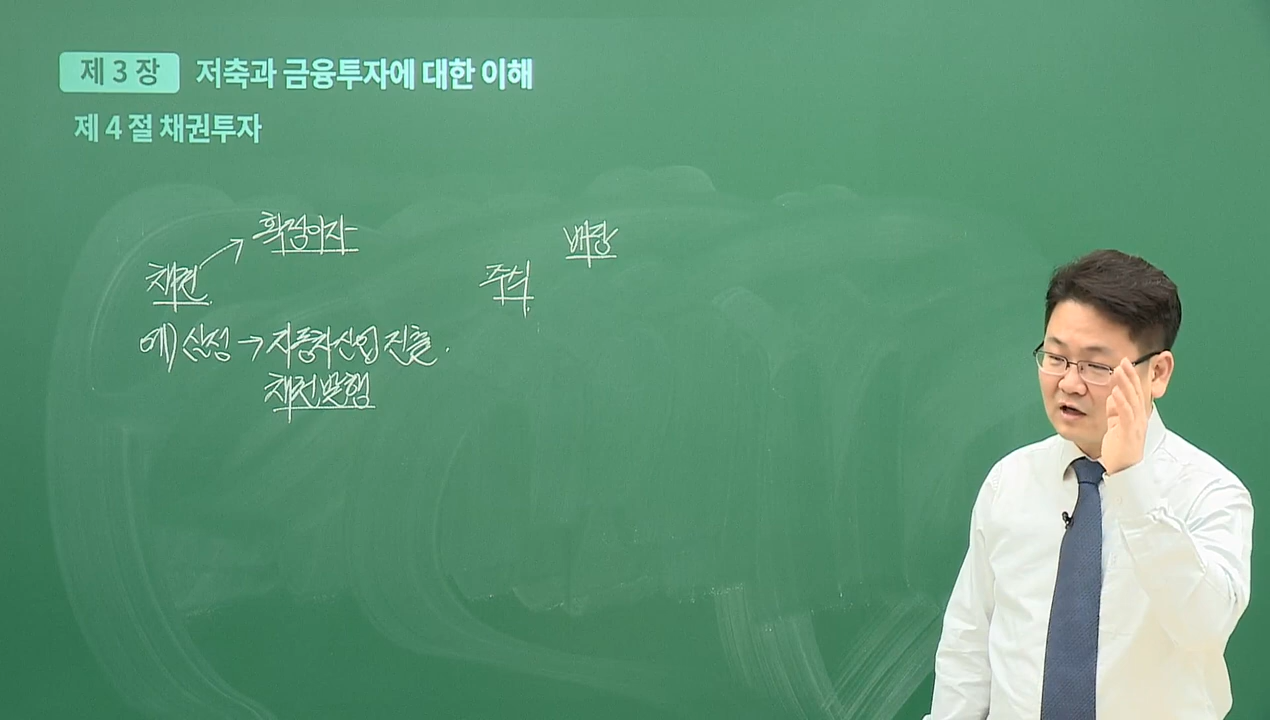 제 3 장 저축과 금융투자에 대한 이해
제 4 절 채권투자
확정이자
배당
채권
주식
예) 삼성 → 자동차산업 진출.
채권발행